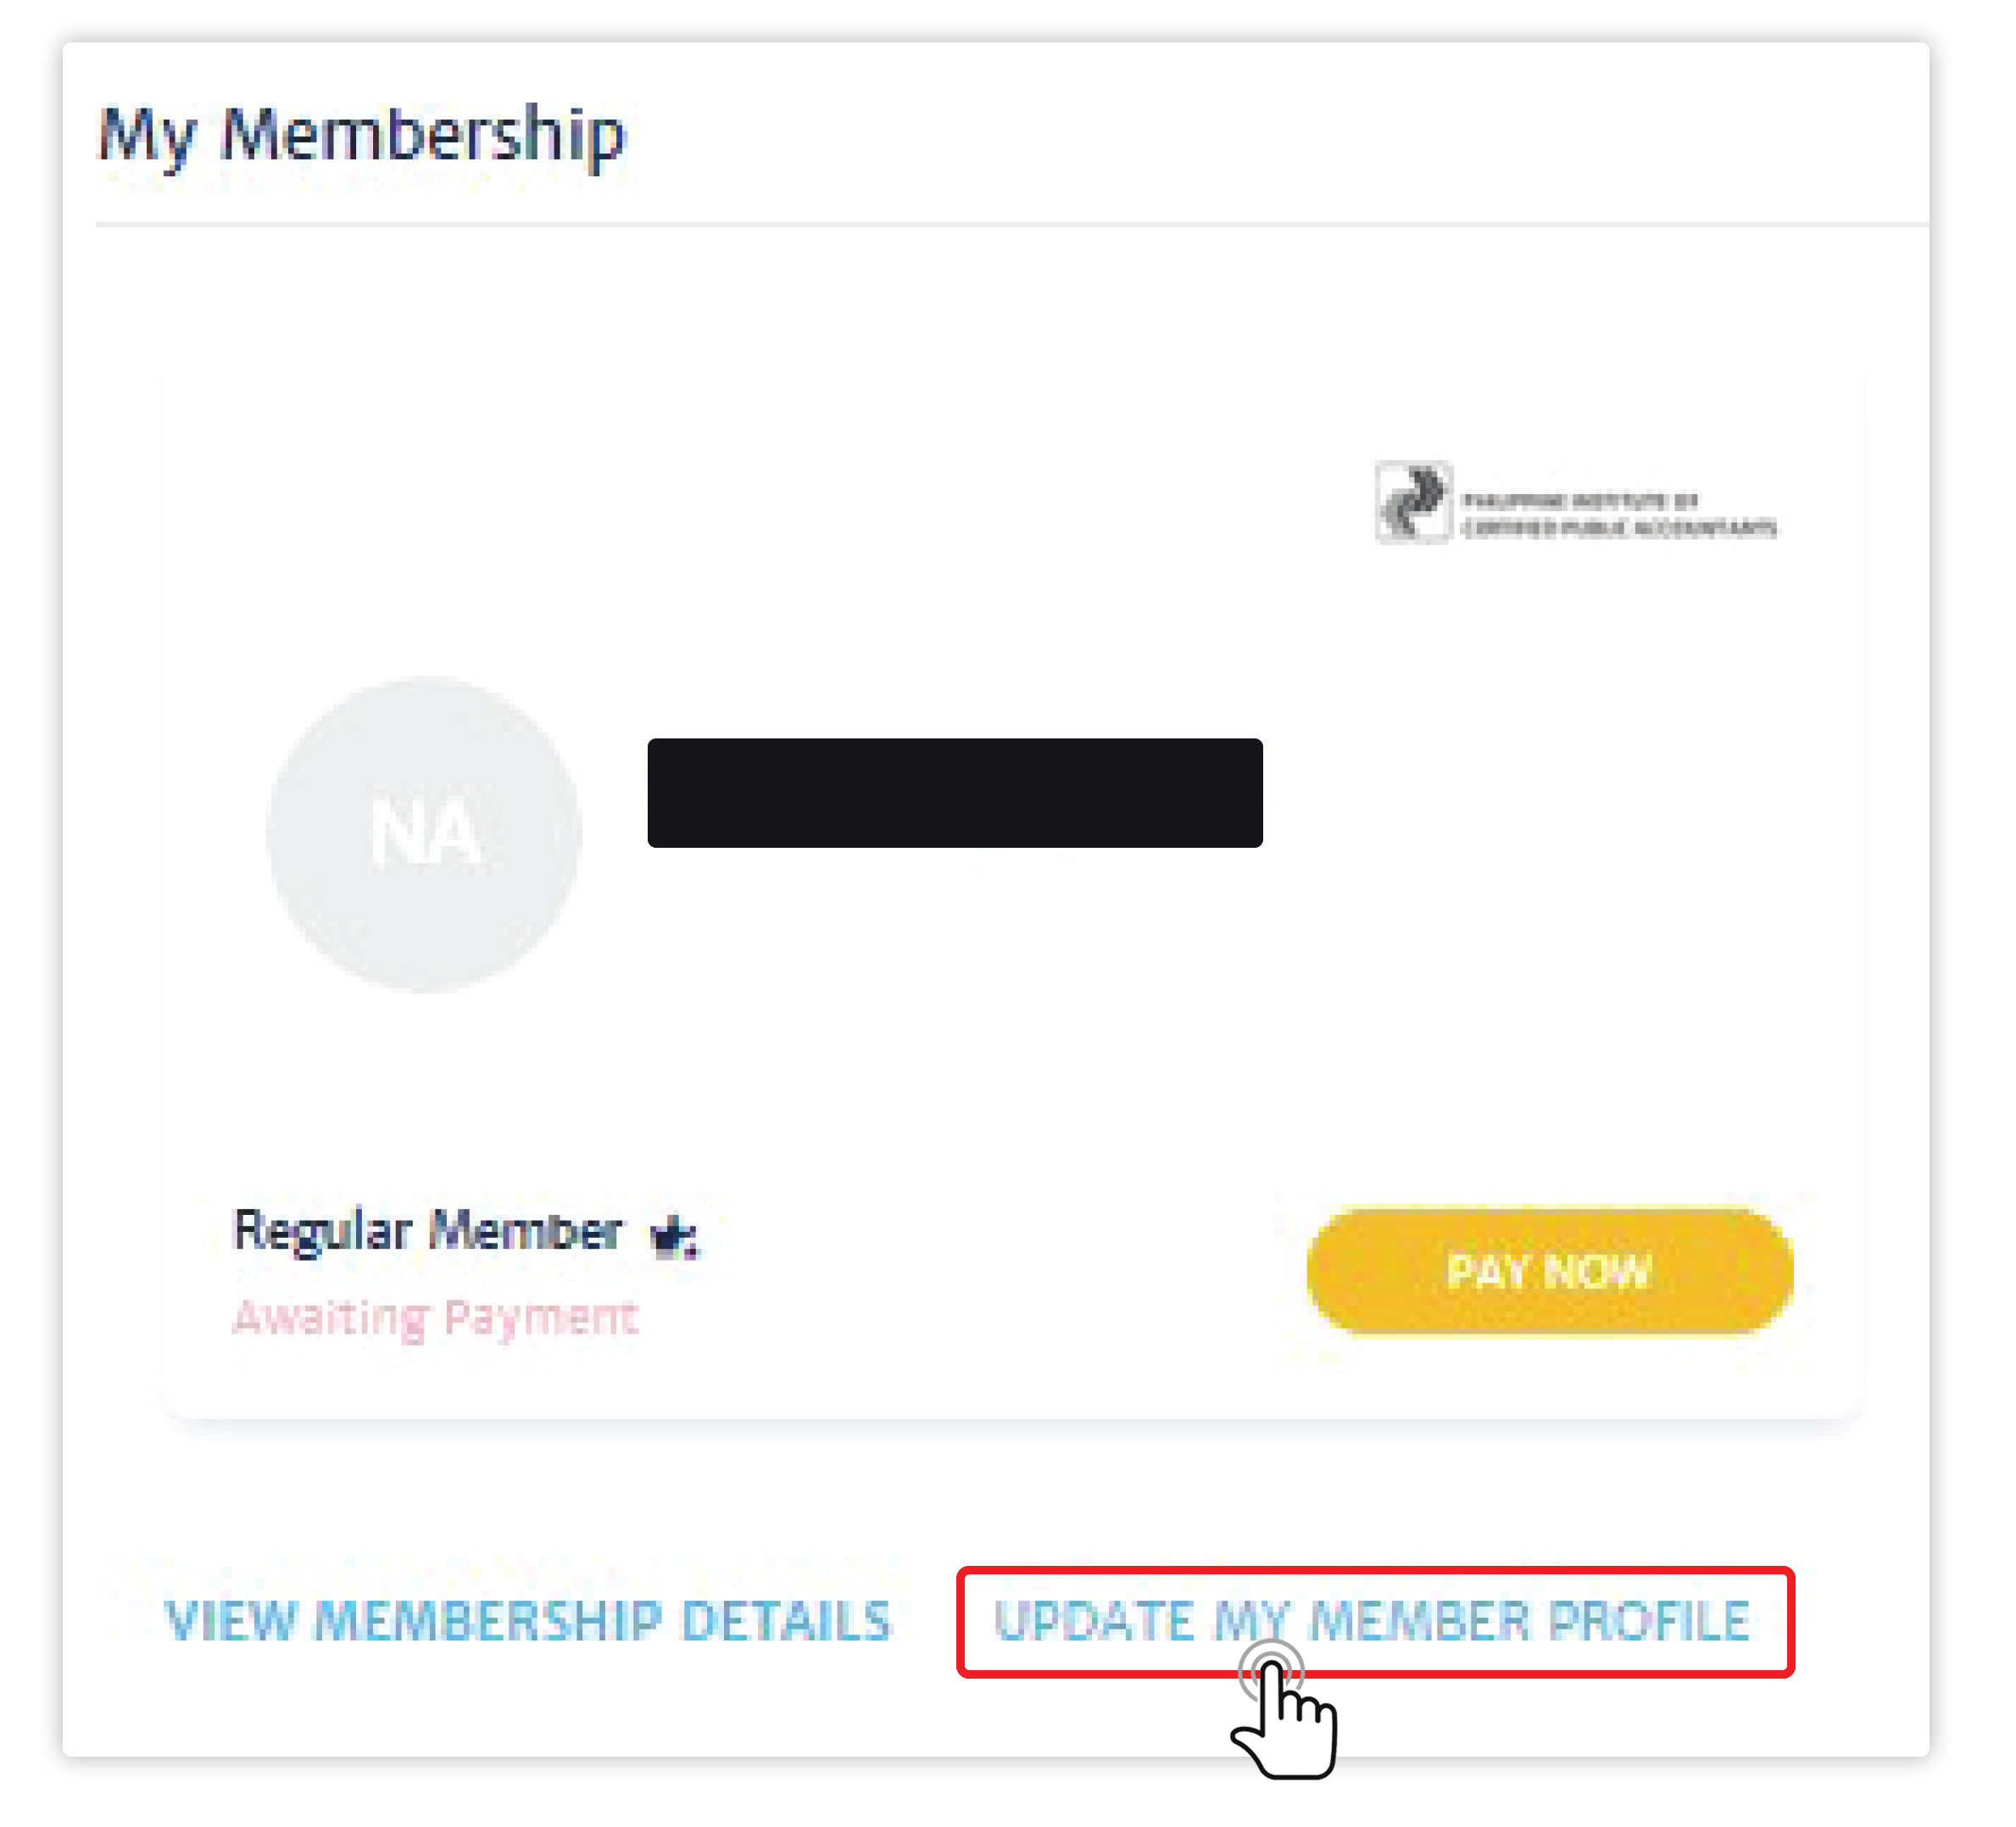 My Membership
PHILIPPINE INSTITUTE OF
CERTIFIED PUBLIC ACCOUNTANTS
NA
Regular Member
Awaiting Payment
PAY NOW
VIEW MEMBERSHIP DETAILS
UPDATE MY MEMBER PROFILE